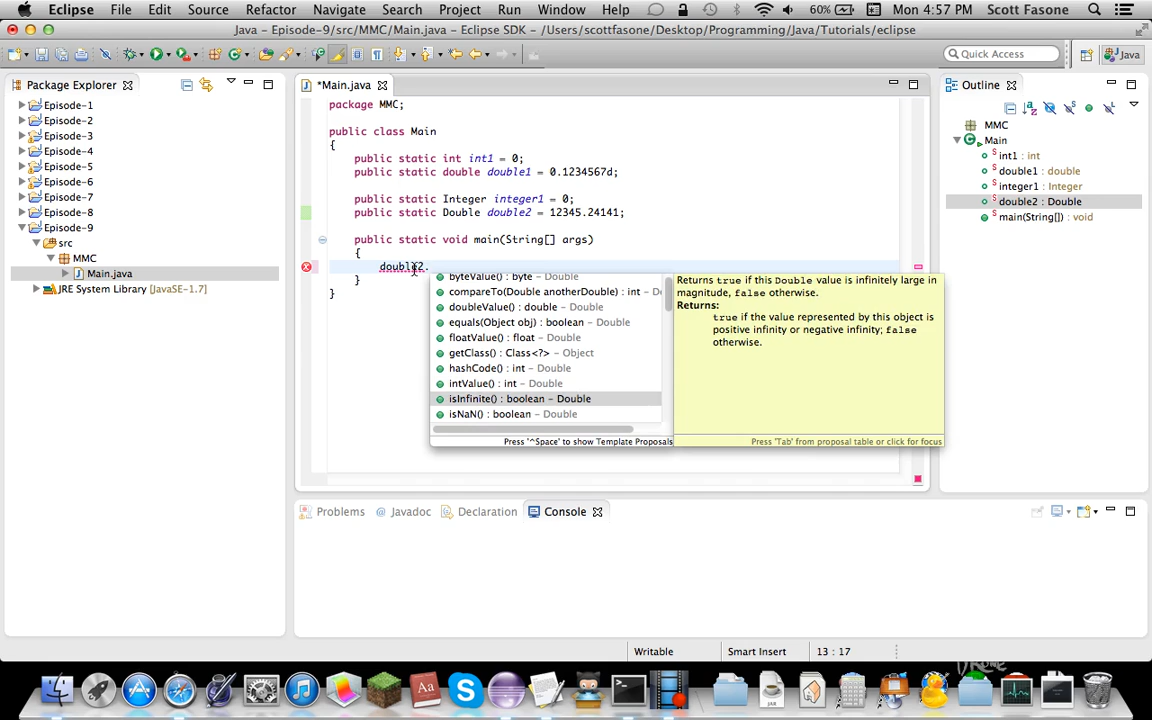 Eclipse File Edit Source Refactor Navigate Search Project Run Window Help 60% Mon 4:57 PM Scott Fasone
Java - Episode-9/src/MMC/Main.java - Eclipse SDK - /Users/scottfasone/Desktop/Programming/Java/Tutorials/eclipse
Quick Access Java
Package Explorer
Episode-1
Episode-2
Episode-3
Episode-4
Episode-5
Episode-6
Episode-7
Episode-8
Episode-9
src
MMC
Main.java
JRE System Library [JavaSE-1.7]
*Main.java
package MMC;
public class Main
{
public static int int1 = 0;
public static double double1 = 0.1234567d;
public static Integer integer1 = 0;
public static Double double2 = 12345.24141;
public static void main(String[] args)
{
double2.
}
}
byteValue() : byte - Double
compareTo(Double anotherDouble) : int - Do
doubleValue() : double - Double
equals(Object obj) : boolean - Double
floatValue() : float - Double
getClass() : Class<?> - Object
hashCode() : int - Double
intValue() : int - Double
isInfinite() : boolean - Double
isNaN() : boolean - Double
Press '^Space' to show Template Proposals
Returns true if this Double value is infinitely large in
magnitude, false otherwise.
Returns:
true if the value represented by this object is
positive infinity or negative infinity; false
otherwise.
Press 'Tab' from proposal table or click for focus
Outline
MMC
Main
int1 : int
double1 : double
integer1 : Integer
double2 : Double
main(String[]) : void
Problems Javadoc Declaration Console
Writable Smart Insert 13 : 17